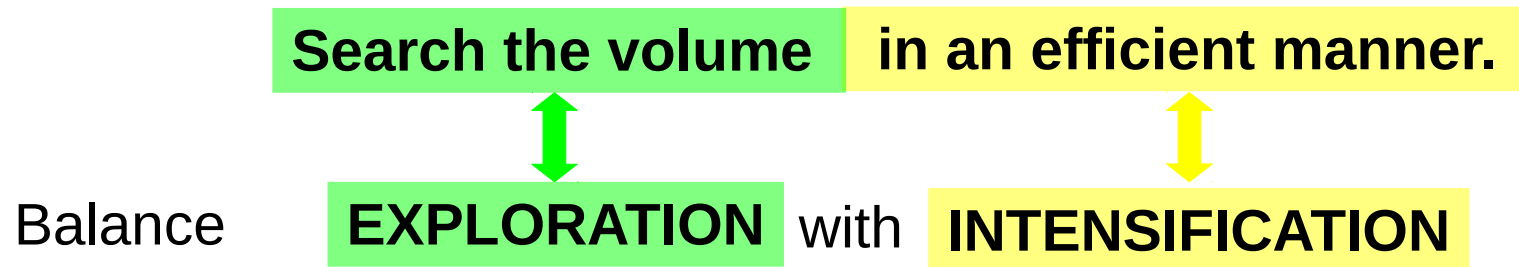 Search the volume in an efficient manner.
Balance EXPLORATION with INTENSIFICATION